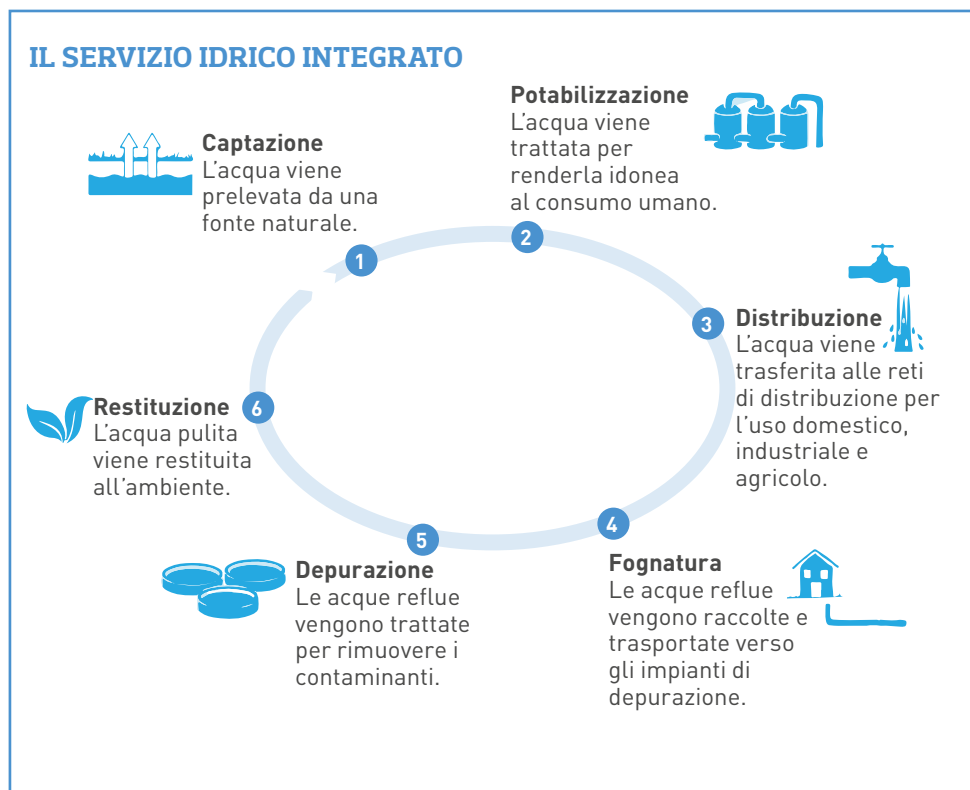 IL SERVIZIO IDRICO INTEGRATO
1
Captazione
L'acqua viene
prelevata da una
fonte naturale.
2
Potabilizzazione
L'acqua viene
trattata per
renderla idonea
al consumo umano.
3
Distribuzione
L'acqua viene
trasferita alle reti
di distribuzione per
l'uso domestico,
industriale e
agricolo.
4
Fognatura
Le acque reflue
vengono raccolte e
trasportate verso
gli impianti di
depurazione.
5
Depurazione
Le acque reflue
vengono trattate
per rimuovere i
contaminanti.
6
Restituzione
L'acqua pulita
viene restituita
all'ambiente.